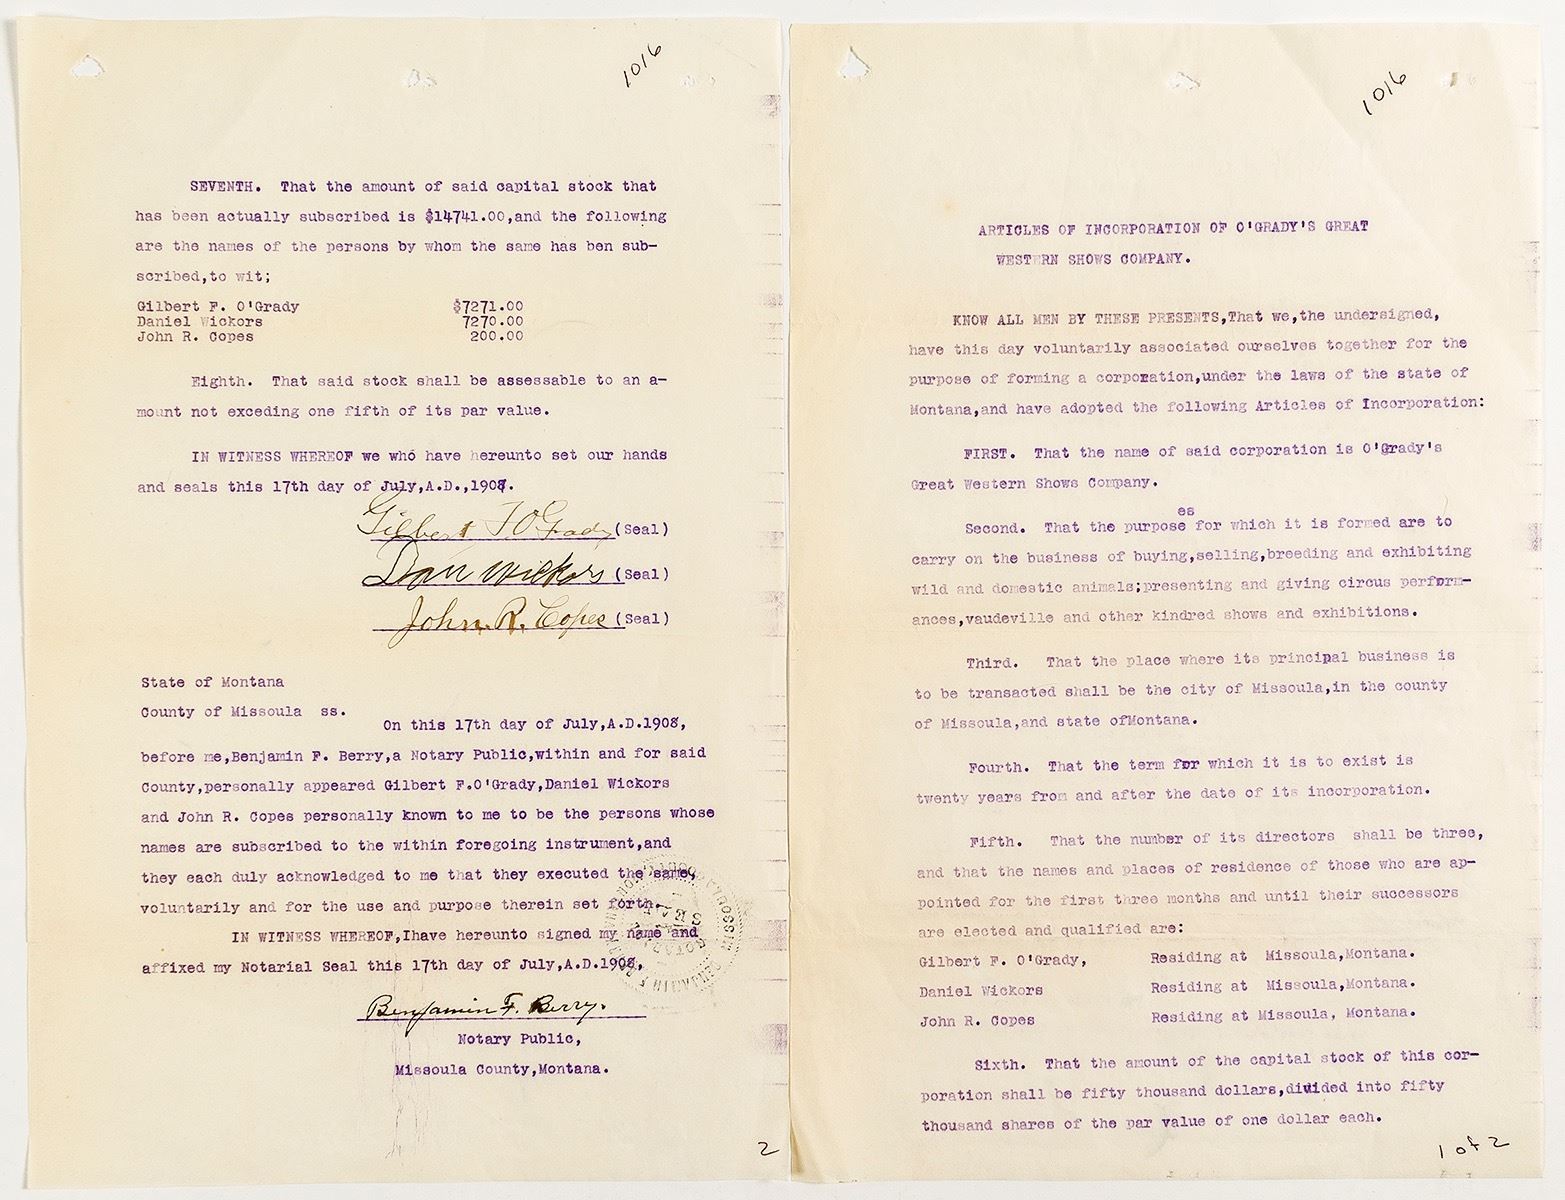 1016
SEVENTH. That the amount of said capital stock that
has been actually subscribed is $14741.00,and the following
are the names of the persons by whom the same has ben sub-
scribed,to wit;
Gilbert F. O'Grady $7271.00
Daniel Wickors 7270.00
John R. Copes 200.00
Eighth. That said stock shall be assessable to an a-
mount not exceding one fifth of its par value.
IN WITNESS WHEREOF we who have hereunto set our hands
and seals this 17th day of July,A.D.,1908.
Gilbert F. O'Grady (Seal)
Dan Wickors (Seal)
John. R. Copes (Seal)
State of Montana
County of Missoula ss.
On this 17th day of July,A.D.1908,
before me,Benjamin F. Berry,a Notary Public,within and for said
County,personally appeared Gilbert F.O'Grady,Daniel Wickors
and John R. Copes personally known to me to be the persons whose
names are subscribed to the within foregoing instrument,and
they each duly acknowledged to me that they executed the same,
voluntarily and for the use and purpose therein set forth.
IN WITNESS WHEREOF,Ihave hereunto signed my name and
affixed my Notarial Seal this 17th day of July,A.D.1908,
Benjamin F. Berry.
Notary Public,
Missoula County,Montana.
2
1016
ARTICLES OF INCORPORATION OF O'GRADY'S GREAT
WESTERN SHOWS COMPANY.
KNOW ALL MEN BY THESE PRESENTS,That we,the undersigned,
have this day voluntarily associated ourselves together for the
purpose of forming a corporation,under the laws of the state of
Montana,and have adopted the following Articles of Incorporation:
FIRST. That the name of said corporation is O'Grady's
Great Western Shows Company.
es
Second. That the purpose for which it is formed are to
carry on the business of buying,selling,breeding and exhibiting
wild and domestic animals;presenting and giving circus perform-
ances,vaudeville and other kindred shows and exhibitions.
Third. That the place where its principal business is
to be transacted shall be the city of Missoula,in the county
of Missoula,and state ofMontana.
Fourth. That the term for which it is to exist is
twenty years from and after the date of its incorporation.
Fifth. That the number of its directors shall be three,
and that the names and places of residence of those who are ap-
pointed for the first three months and until their successors
are elected and qualified are:
Gilbert F. O'Grady, Residing at Missoula,Montana.
Daniel Wickors Residing at Missoula,Montana.
John R. Copes Residing at Missoula, Montana.
Sixth. That the amount of the capital stock of this cor-
poration shall be fifty thousand dollars,divided into fifty
thousand shares of the par value of one dollar each.
1 of 2